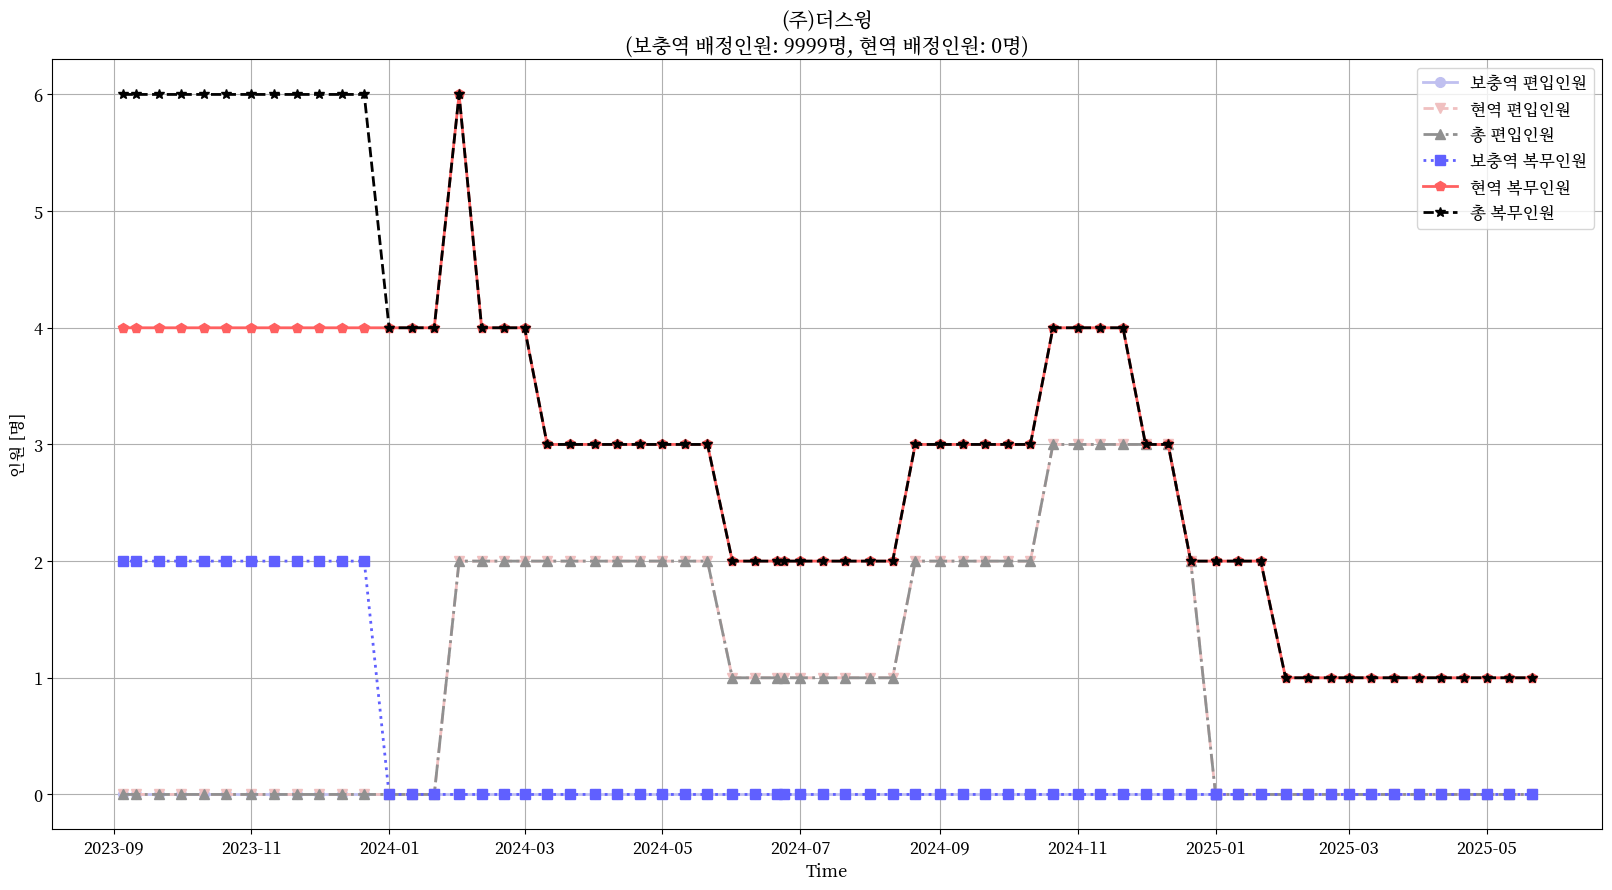 (주)더스윙
(보충역 배정인원: 9999명, 현역 배정인원: 0명)
보충역 편입인원
현역 편입인원
총 편입인원
보충역 복무인원
현역 복무인원
총 복무인원
인원 [명]
6
5
4
3
2
1
0
2023-09
2023-11
2024-01
2024-03
2024-05
2024-07
2024-09
2024-11
2025-01
2025-03
2025-05
Time